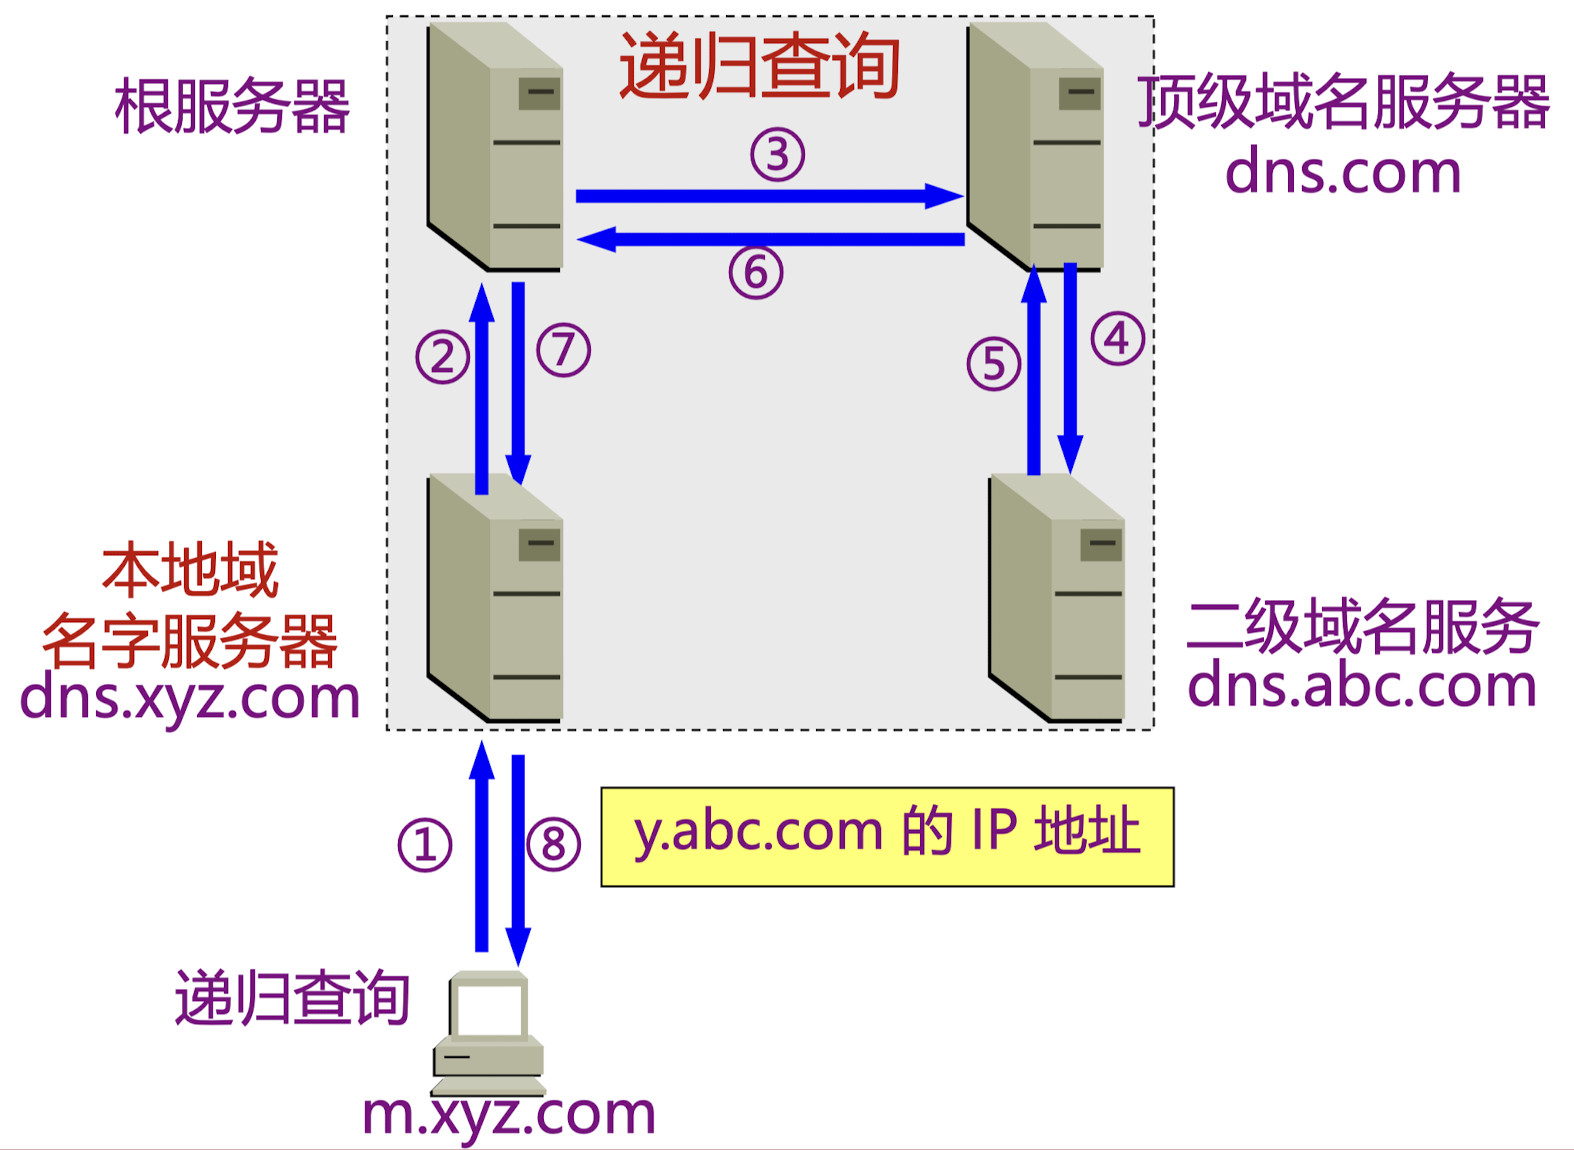 递归查询
根服务器
顶级域名服务器
dns.com
③
⑥
②
⑦
⑤
④
本地域
名字服务器
dns.xyz.com
二级域名服务
dns.abc.com
①
⑧
y.abc.com 的 IP 地址
递归查询
m.xyz.com